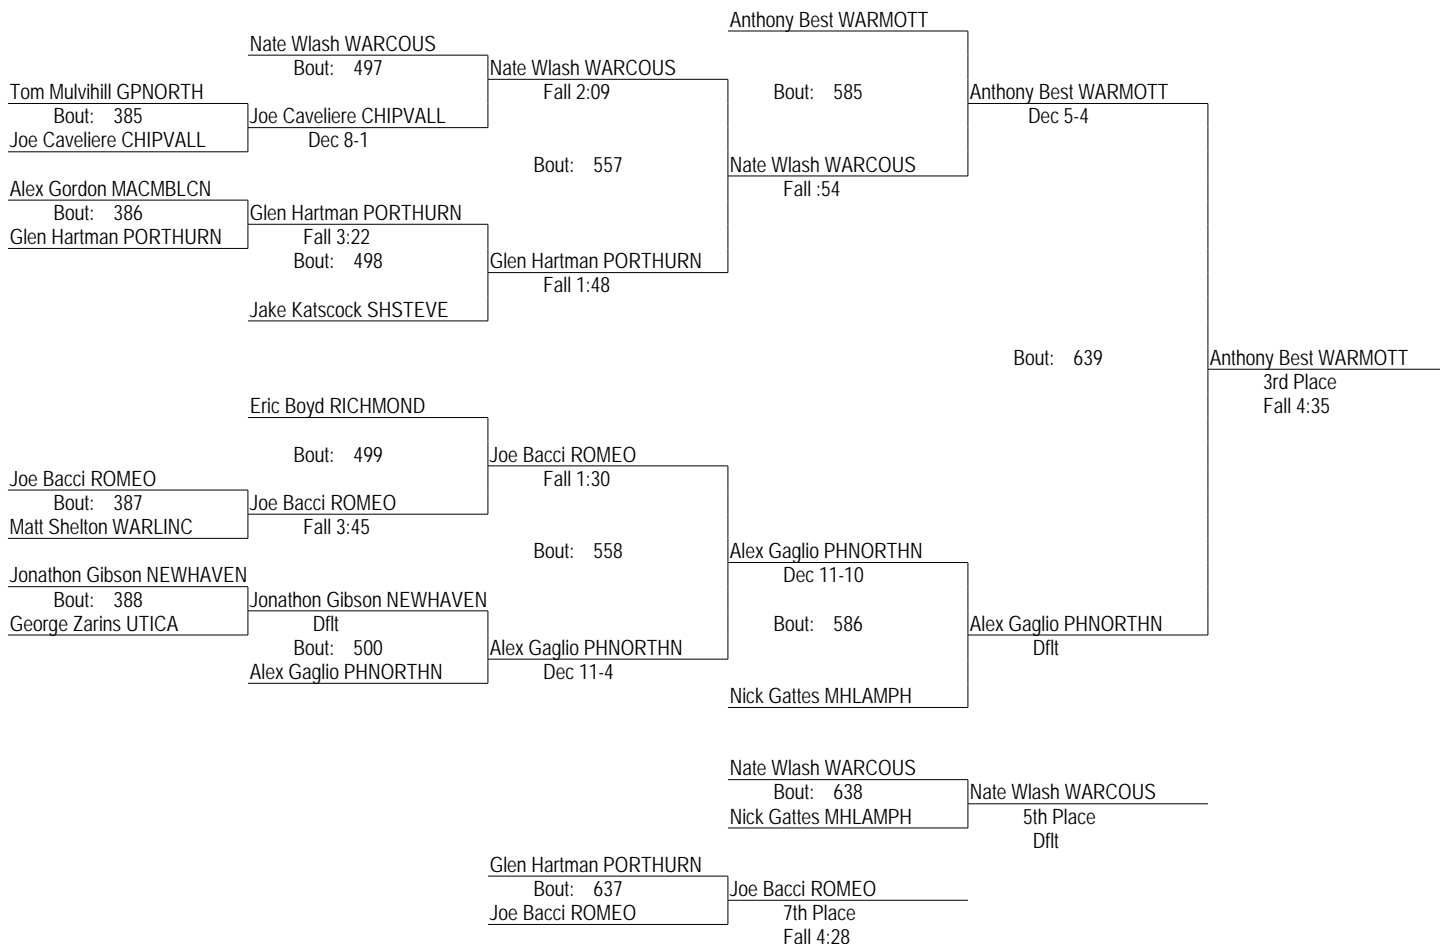 Anthony Best WARMOTT
Nate Wlash WARCOUS
Bout: 497
Nate Wlash WARCOUS
Tom Mulvihill GPNORTH
Fall 2:09
Bout: 585
Anthony Best WARMOTT
Bout: 385
Joe Caveliere CHIPVALL
Dec 5-4
Joe Caveliere CHIPVALL
Dec 8-1
Bout: 557
Nate Wlash WARCOUS
Alex Gordon MACMBLCN
Fall :54
Bout: 386
Glen Hartman PORTHURN
Glen Hartman PORTHURN
Fall 3:22
Bout: 498
Glen Hartman PORTHURN
Fall 1:48
Jake Katscock SHSTEVE
Bout: 639
Anthony Best WARMOTT
3rd Place
Fall 4:35
Eric Boyd RICHMOND
Bout: 499
Joe Bacci ROMEO
Joe Bacci ROMEO
Fall 1:30
Bout: 387
Joe Bacci ROMEO
Matt Shelton WARLINC
Fall 3:45
Bout: 558
Alex Gaglio PHNORTHN
Jonathon Gibson NEWHAVEN
Dec 11-10
Bout: 388
Jonathon Gibson NEWHAVEN
George Zarins UTICA
Dflt
Bout: 586
Alex Gaglio PHNORTHN
Bout: 500
Alex Gaglio PHNORTHN
Dflt
Alex Gaglio PHNORTHN
Dec 11-4
Nick Gattes MHLAMPH
Nate Wlash WARCOUS
Bout: 638
Nate Wlash WARCOUS
Nick Gattes MHLAMPH
5th Place
Dflt
Glen Hartman PORTHURN
Bout: 637
Joe Bacci ROMEO
Joe Bacci ROMEO
7th Place
Fall 4:28